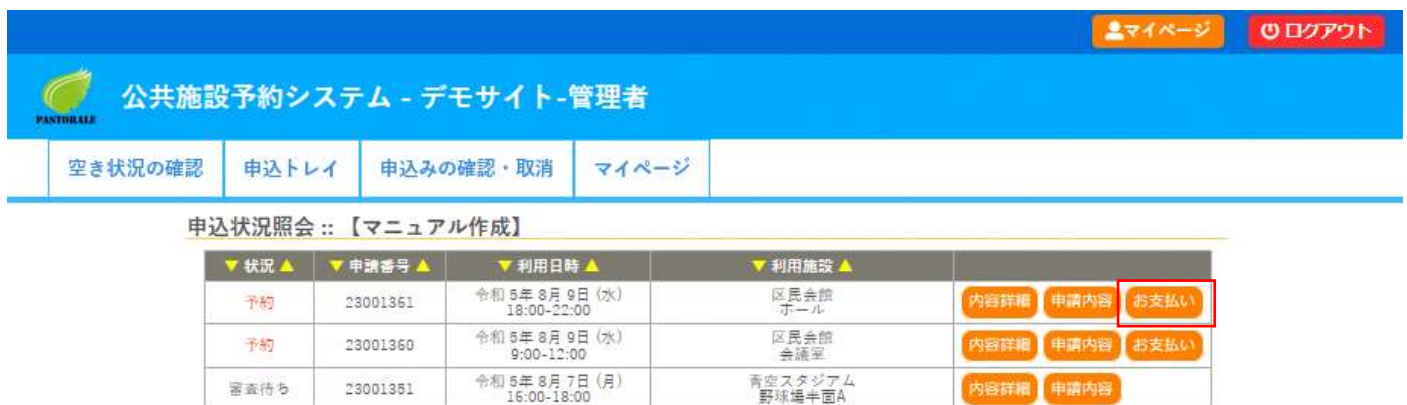 マイページ ログアウト
PASTORALE 公共施設予約システム - デモサイト-管理者
空き状況の確認 申込トレイ 申込みの確認・取消 マイページ
申込状況照会 :: 【マニュアル作成】
▼ 状況 ▲ ▼ 申請番号 ▲ ▼ 利用日時 ▲ ▼ 利用施設 ▲
予約 23001361 令和 5年 8月 9日 (水) 区民会館 内容詳細 申請内容 お支払い
18:00-22:00 ホール
予約 23001360 令和 5年 8月 9日 (水) 区民会館 内容詳細 申請内容 お支払い
9:00-12:00 会議室
審査待ち 23001351 令和 5年 8月 7日 (月) 青空スタジアム 内容詳細 申請内容
16:00-18:00 野球場半面A